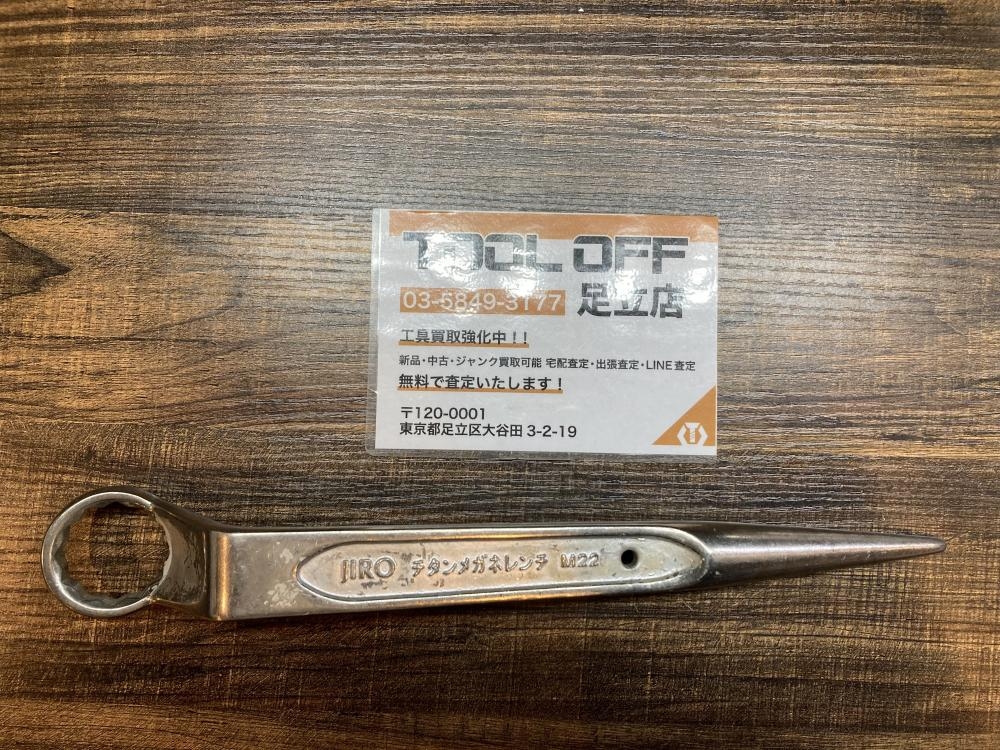 TOOL OFF
03-5849-3177 足立店
工具買取強化中！！
新品・中古・ジャンク買取可能 宅配査定・出張査定・LINE査定
無料で査定いたします！
〒120-0001
東京都足立区大谷田 3-2-19
JIRO チタンメガネレンチ M22